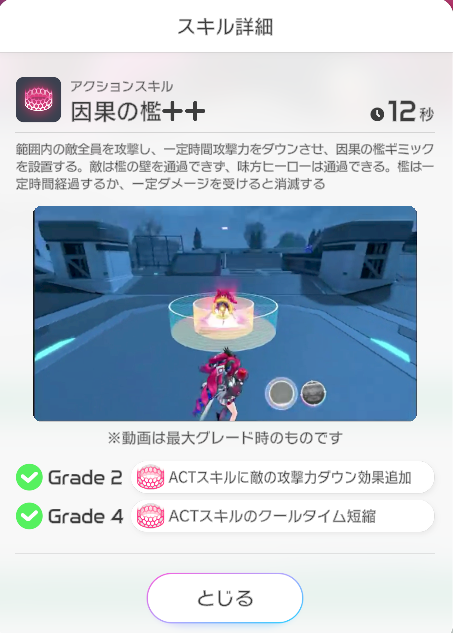 スキル詳細
アクションスキル
因果の檻++
12秒
範囲内の敵全員を攻撃し、一定時間攻撃力をダウンさせ、因果の檻ギミック
を設置する。敵は檻の壁を通過できず、味方ヒーローは通過できる。檻は一
定時間経過するか、一定ダメージを受けると消滅する
※動画は最大グレード時のものです
Grade 2 ACTスキルに敵の攻撃力ダウン効果追加
Grade 4 ACTスキルのクールタイム短縮
とじる